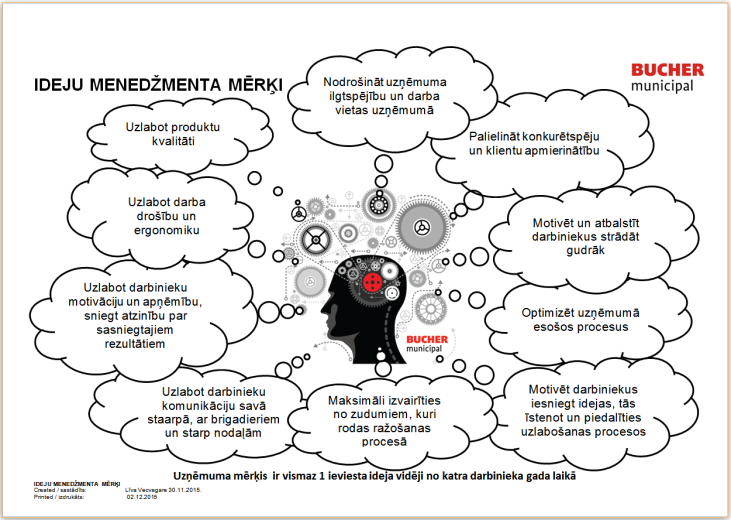 IDEJU MENEDŽMENTA MĒRĶI
BUCHER
municipal
Nodrošināt uzņēmuma
ilgtspējību un darba
vietas uzņēmumā
Uzlabot produktu
kvalitāti
Palielināt konkurētspēju
un klientu apmierinātību
Uzlabot darba
drošību un
ergonomiku
Motivēt un atbalstīt
darbiniekus strādāt
gudrāk
Uzlabot darbinieku
motivāciju un apņēmību,
sniegt atzinību par
sasniegtajiem
rezultātiem
Optimizēt uzņēmumā
esošos procesus
BUCHER
municipal
Uzlabot darbinieku
komunikāciju savā
staarpā, ar brigadieriem
un starp nodaļām
Maksimāli izvairīties
no zudumiem, kuri
rodas ražošanas
procesā
Motivēt darbiniekus
iesniegt idejas, tās
īstenot un piedalīties
uzlabošanas procesos
Uzņēmuma mērķis ir vismaz 1 ieviesta ideja vidēji no katra darbinieka gada laikā
IDEJU MENEDŽMENTA MĒRĶI
Created / sastādīts: Līva Vecvagare 30.11.2015.
Printed / izdrukāts: 02.12.2015